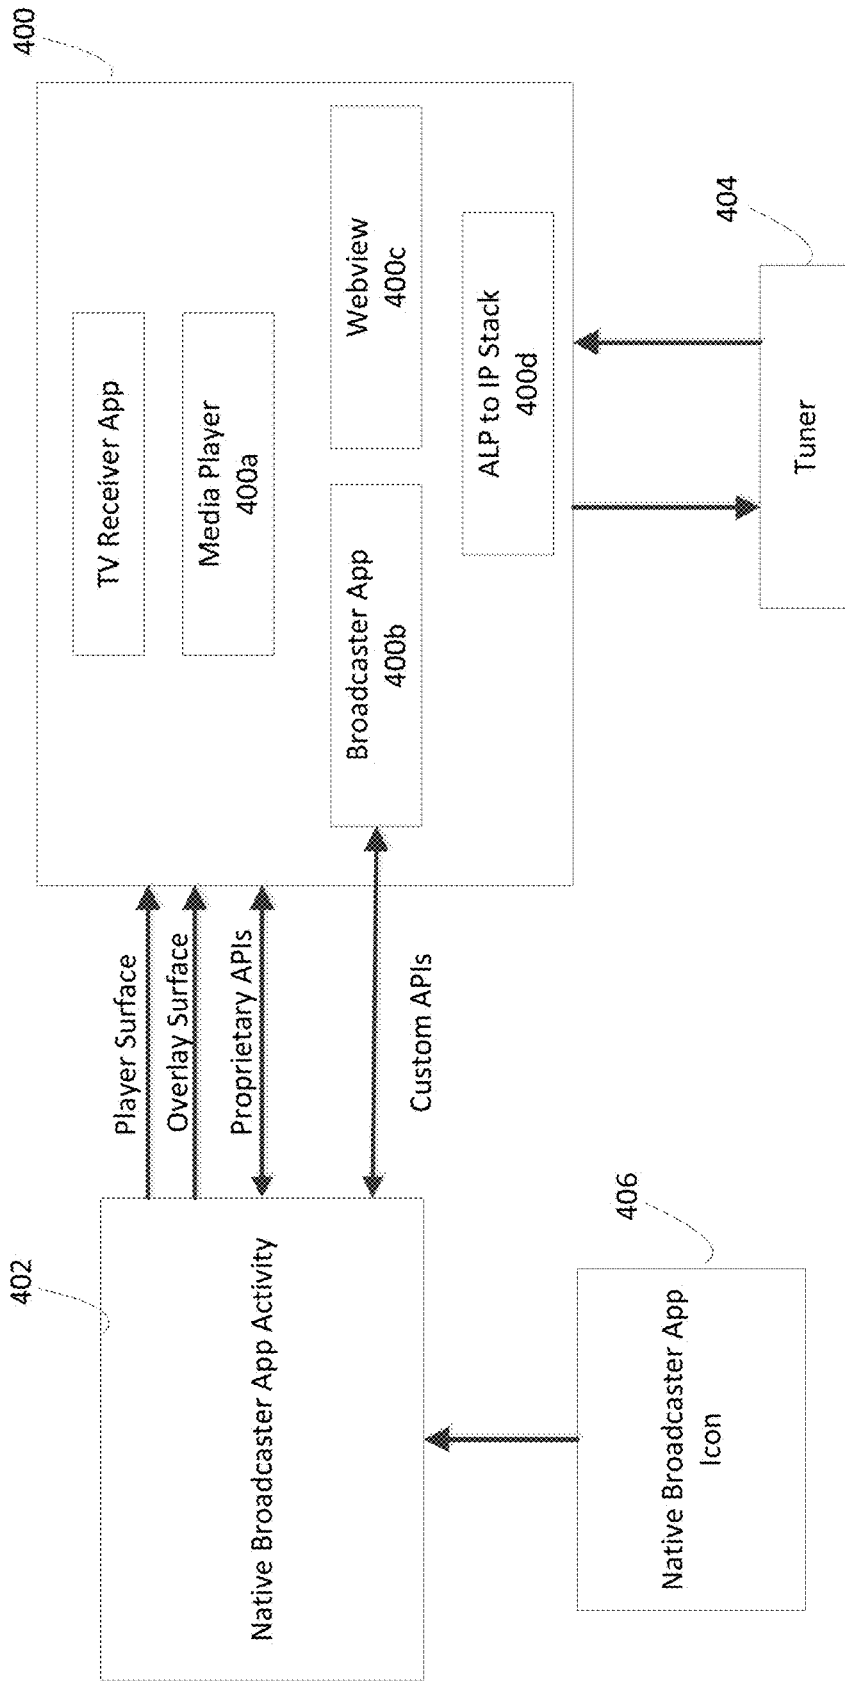 400
TV Receiver App
Media Player
400a
Broadcaster App
400b
Webview
400c
ALP to IP Stack
400d
402
Native Broadcaster App Activity
Player Surface
Overlay Surface
Proprietary APIs
Custom APIs
406
Native Broadcaster App
Icon
404
Tuner